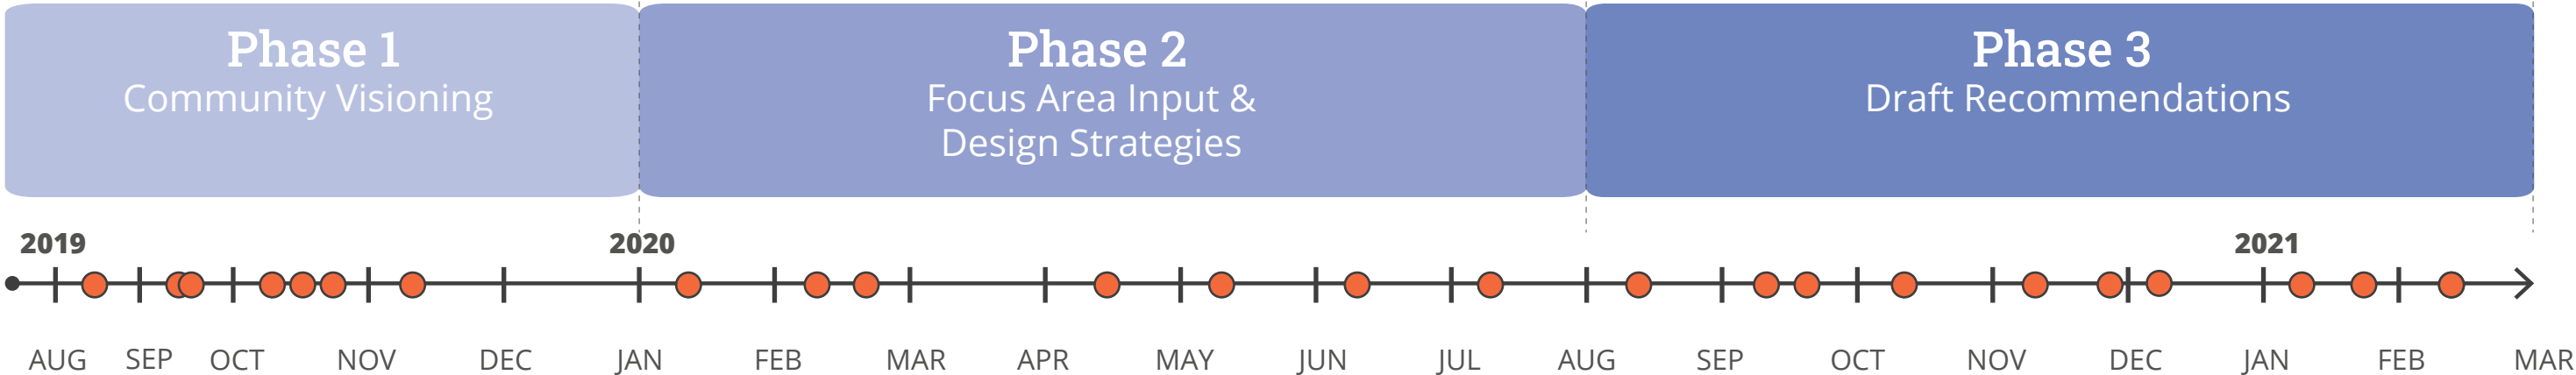 Phase 1
Community Visioning
Phase 2
Focus Area Input &
Design Strategies
Phase 3
Draft Recommendations
2019
2020
2021
AUG SEP OCT NOV DEC JAN FEB MAR APR MAY JUN JUL AUG SEP OCT NOV DEC JAN FEB MAR